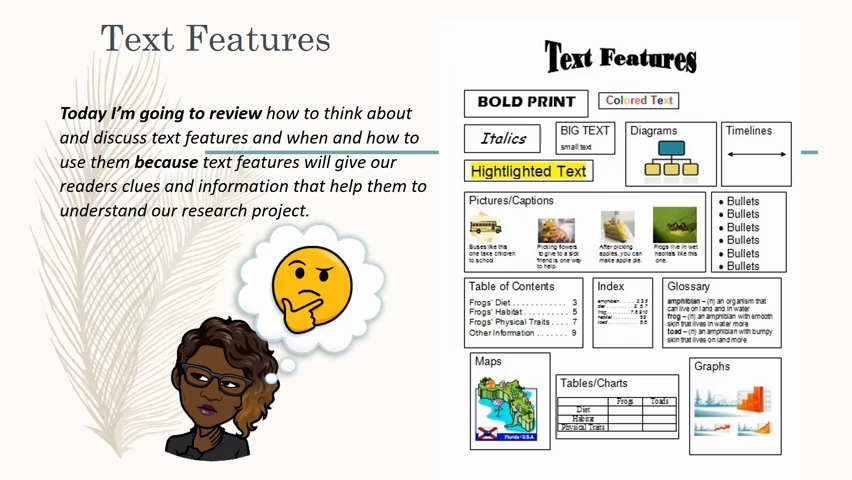 Text Features
Today I'm going to review how to think about
and discuss text features and when and how to
use them because text features will give our
readers clues and information that help them to
understand our research project.
Text Features
BOLD PRINT
Colored Text
Italics
BIG TEXT
small text
Diagrams
Timelines
Hightlighted Text
Pictures/Captions
Buses like this
one take children
to school.
Picking flowers
to give to a sick
friend is one way
to help.
After picking
apples, you can
make apple pie.
Frogs live in wet
habitats like this
one.
• Bullets
• Bullets
• Bullets
• Bullets
• Bullets
• Bullets
Table of Contents
Frogs' Diet . . . . . . . . . . . 3
Frogs' Habitat . . . . . . . . 5
Frogs' Physical Traits . . . . 7
Other Information . . . . . . 9
Index
Glossary
amphibian – (n) an organism that
can live on land and in water
frog – (n) an amphibian with smooth
skin that lives in water more
toad – (n) an amphibian with bumpy
skin that lives on land more
Maps
Florida - U.S.A.
Tables/Charts
Frogs Toads
Diet
Habitat
Physical Traits
Graphs